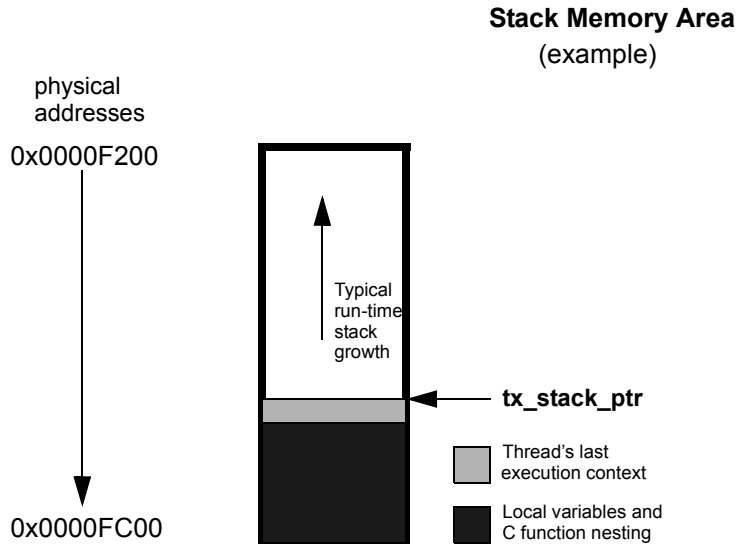 Stack Memory Area
(example)
physical
addresses
0x0000F200
Typical
run-time
stack
growth
tx_stack_ptr
Thread's last
execution context
Local variables and
C function nesting
0x0000FC00